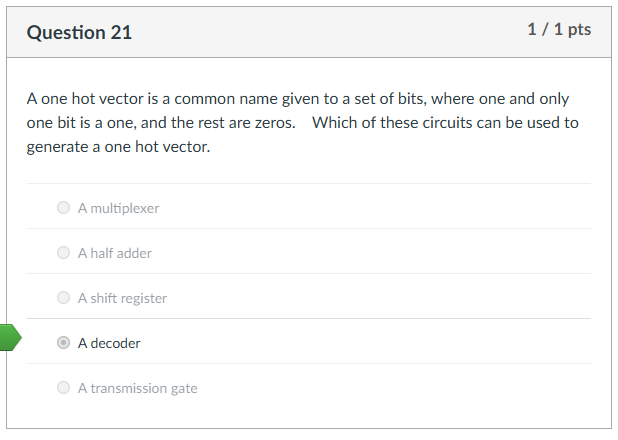 Question 21
1 / 1 pts
A one hot vector is a common name given to a set of bits, where one and only
one bit is a one, and the rest are zeros. Which of these circuits can be used to
generate a one hot vector.
A multiplexer
A half adder
A shift register
A decoder
A transmission gate